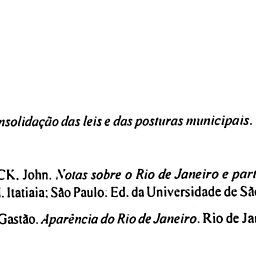 nsolidação das leis e das posturas municipais.
CK, John. Notas sobre o Rio de Janeiro e part
. Itatiaia; São Paulo. Ed. da Universidade de Sã
Gastão. Aparência do Rio de Janeiro. Rio de Ja